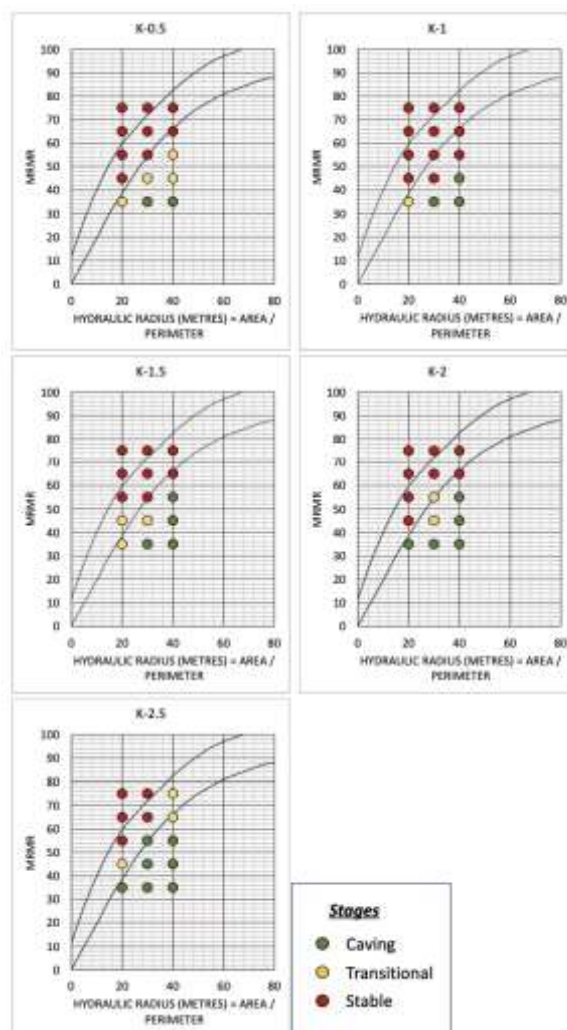 K-0.5
100
90
80
70
60
50
40
30
20
10
0
MRMR
0 20 40 60 80
HYDRAULIC RADIUS (METRES) = AREA /
PERIMETER
K-1
100
90
80
70
60
50
40
30
20
10
0
MRMR
0 20 40 60 80
HYDRAULIC RADIUS (METRES) = AREA /
PERIMETER
K-1.5
100
90
80
70
60
50
40
30
20
10
0
MRMR
0 20 40 60 80
HYDRAULIC RADIUS (METRES) = AREA /
PERIMETER
K-2
100
90
80
70
60
50
40
30
20
10
0
MRMR
0 20 40 60 80
HYDRAULIC RADIUS (METRES) = AREA /
PERIMETER
K-2.5
100
90
80
70
60
50
40
30
20
10
0
MRMR
0 20 40 60 80
HYDRAULIC RADIUS (METRES) = AREA /
PERIMETER
Stages
Caving
Transitional
Stable